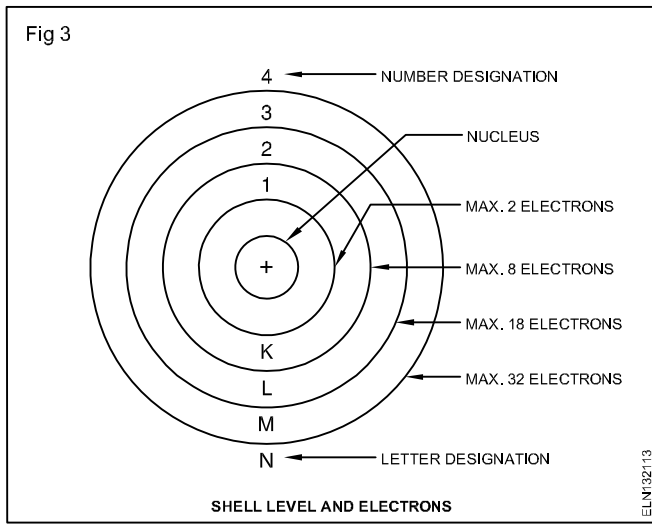 Fig 3
4
NUMBER DESIGNATION
3
NUCLEUS
2
1
MAX. 2 ELECTRONS
+
MAX. 8 ELECTRONS
MAX. 18 ELECTRONS
K
L
MAX. 32 ELECTRONS
M
N
LETTER DESIGNATION
SHELL LEVEL AND ELECTRONS
ELN132113